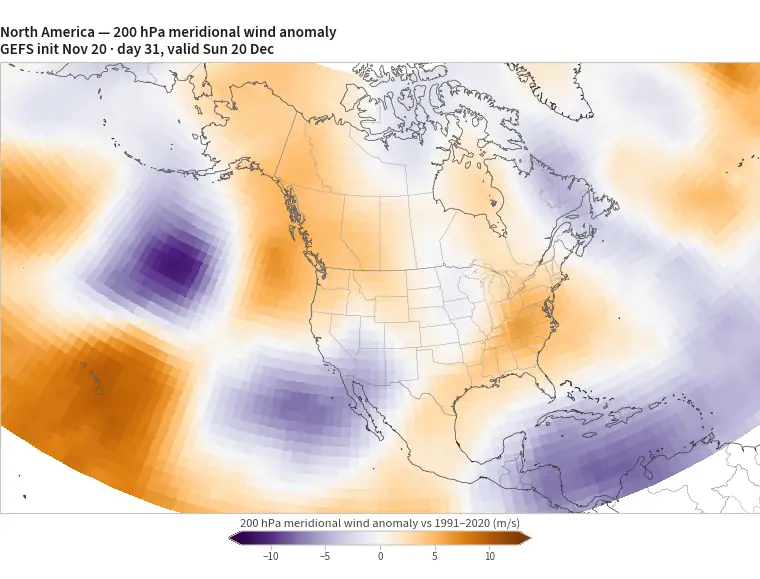 North America — 200 hPa meridional wind anomaly
GEFS init Nov 20 · day 31, valid Sun 20 Dec
200 hPa meridional wind anomaly vs 1991–2020 (m/s)
−10 −5 0 5 10